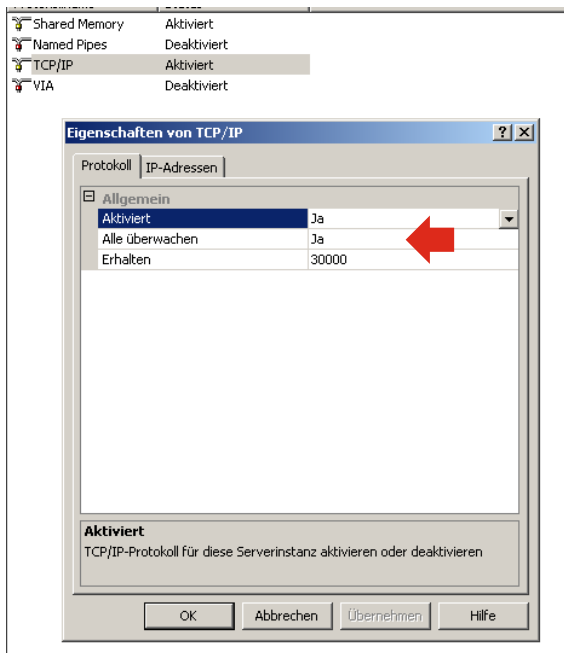 Shared Memory Aktiviert
Named Pipes Deaktiviert
TCP/IP Aktiviert
VIA Deaktiviert
Eigenschaften von TCP/IP
Protokoll IP-Adressen
Allgemein
Aktiviert Ja
Alle überwachen Ja
Erhalten 30000
Aktiviert
TCP/IP-Protokoll für diese Serverinstanz aktivieren oder deaktivieren
OK Abbrechen Übernehmen Hilfe